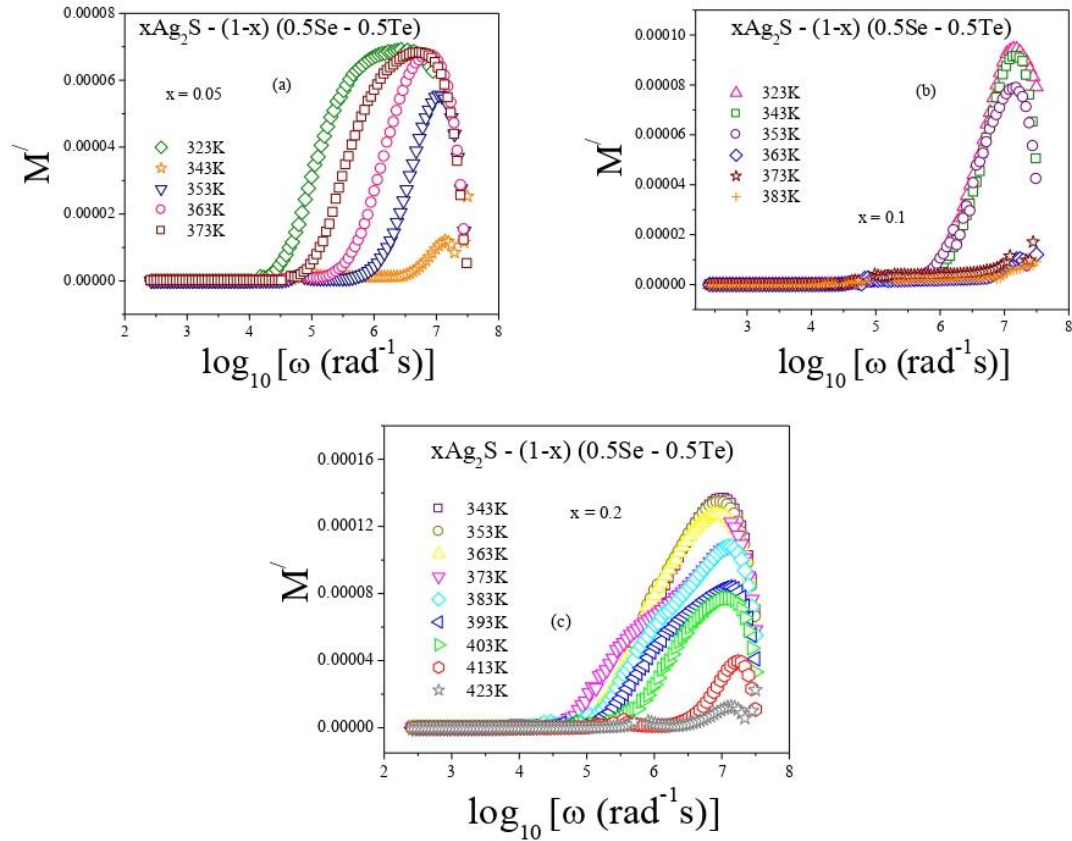 xAg₂S - (1-x) (0.5Se - 0.5Te)
(a)
x = 0.05
323K
343K
353K
363K
373K
0.00008
0.00006
0.00004
0.00002
0.00000
M/
2 3 4 5 6 7 8
log₁₀ [ω (rad⁻¹s)]
xAg₂S - (1-x) (0.5Se - 0.5Te)
(b)
323K
343K
353K
363K
373K
383K
x = 0.1
0.00010
0.00008
0.00006
0.00004
0.00002
0.00000
M/
3 4 5 6 7 8
log₁₀ [ω (rad⁻¹s)]
xAg₂S - (1-x) (0.5Se - 0.5Te)
x = 0.2
343K
353K
363K
373K
383K
393K
403K
413K
423K
(c)
0.00016
0.00012
0.00008
0.00004
0.00000
M/
2 3 4 5 6 7 8
log₁₀ [ω (rad⁻¹s)]